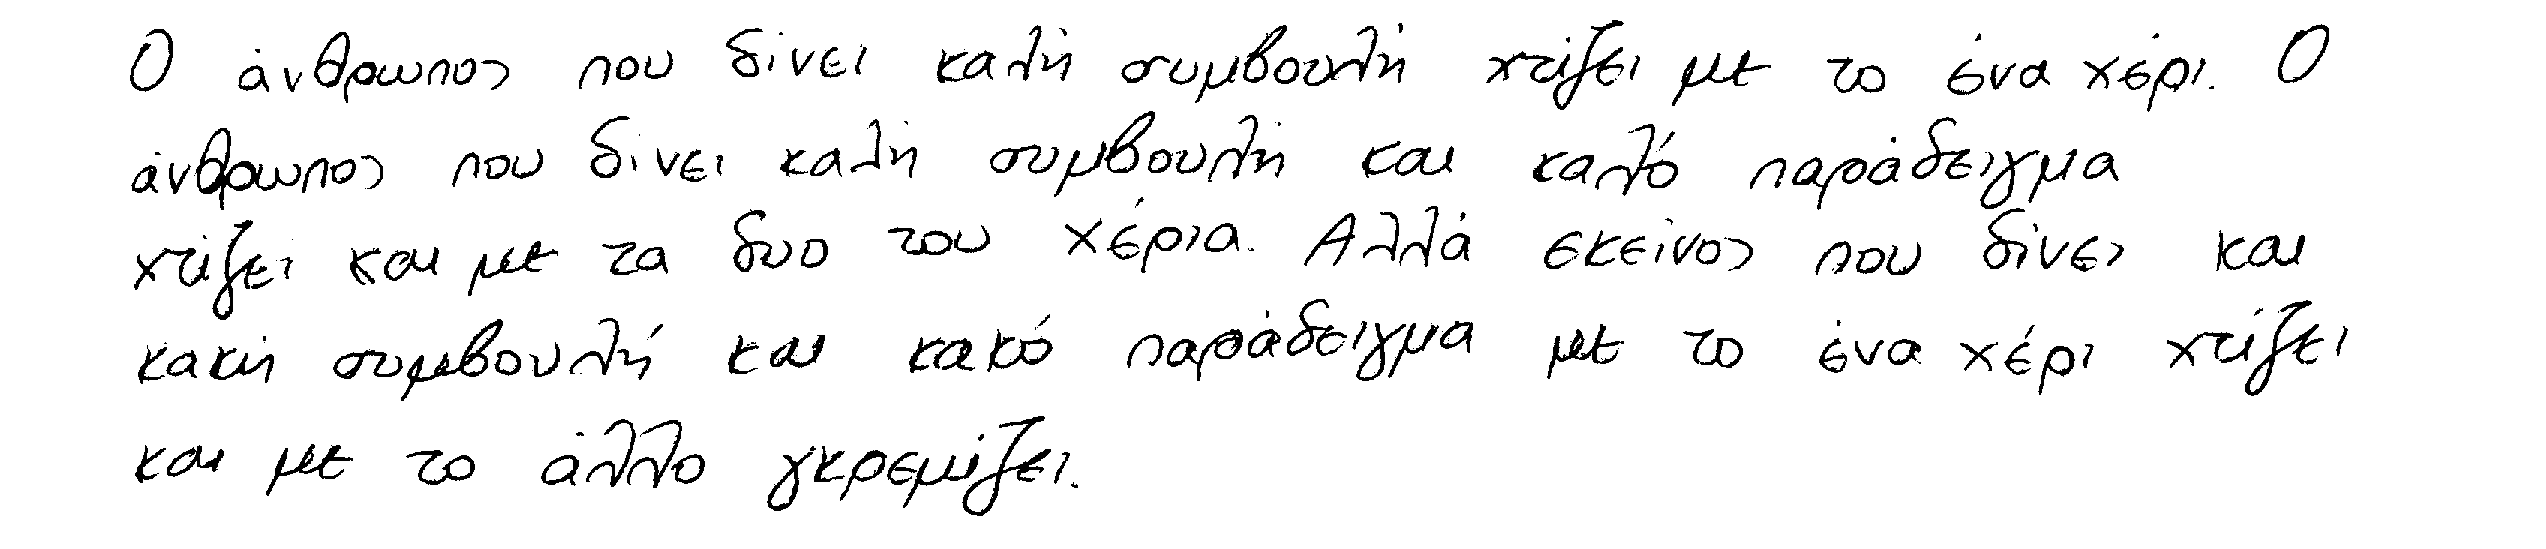 Ο άνθρωπος που δίνει καλή συμβουλή χτίζει με το ένα χέρι. Ο
άνθρωπος που δίνει καλή συμβουλή και καλό παράδειγμα
χτίζει και με τα δυο του χέρια. Αλλά εκείνος που δίνει και
κακή συμβουλή και κακό παράδειγμα με το ένα χέρι χτίζει
και με το άλλο γκρεμίζει.